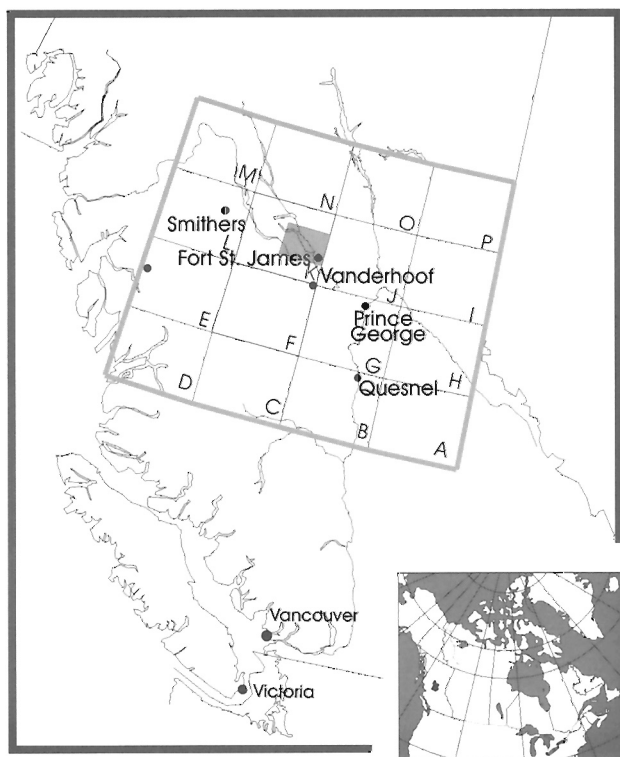 M
N
O
P
Smithers
L
Fort St. James
K
Vanderhoof
J
I
Prince
George
E
F
G
H
Quesnel
D
C
B
A
Vancouver
Victoria